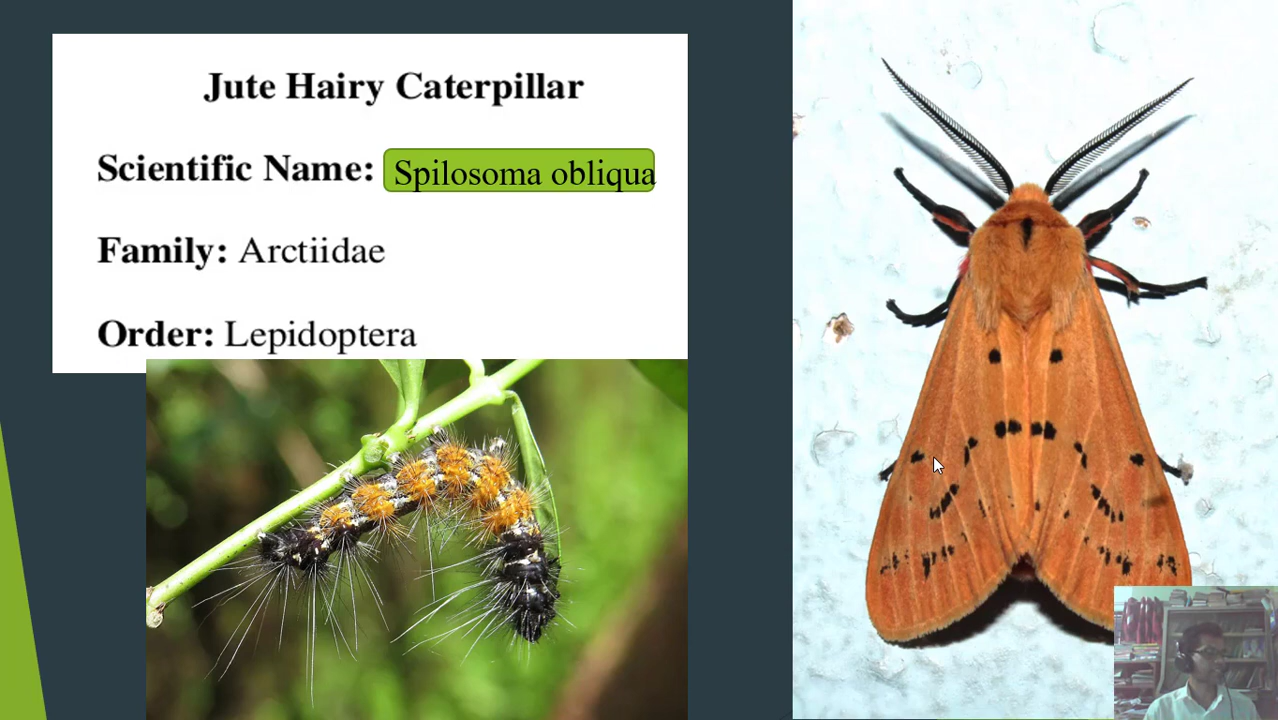 Jute Hairy Caterpillar
Scientific Name: Spilosoma obliqua
Family: Arctiidae
Order: Lepidoptera